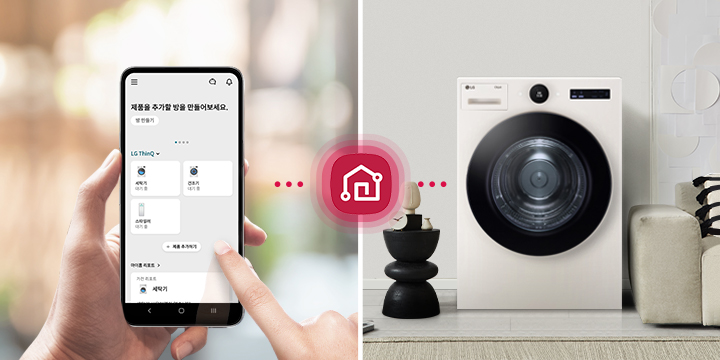 제품을 추가할 방을 만들어보세요.
방 만들기
LG ThinQ
세탁기
대기 중
건조기
대기 중
스타일러
대기 중
+ 제품 추가하기
아이콤 리포트 >
세탁기
LG